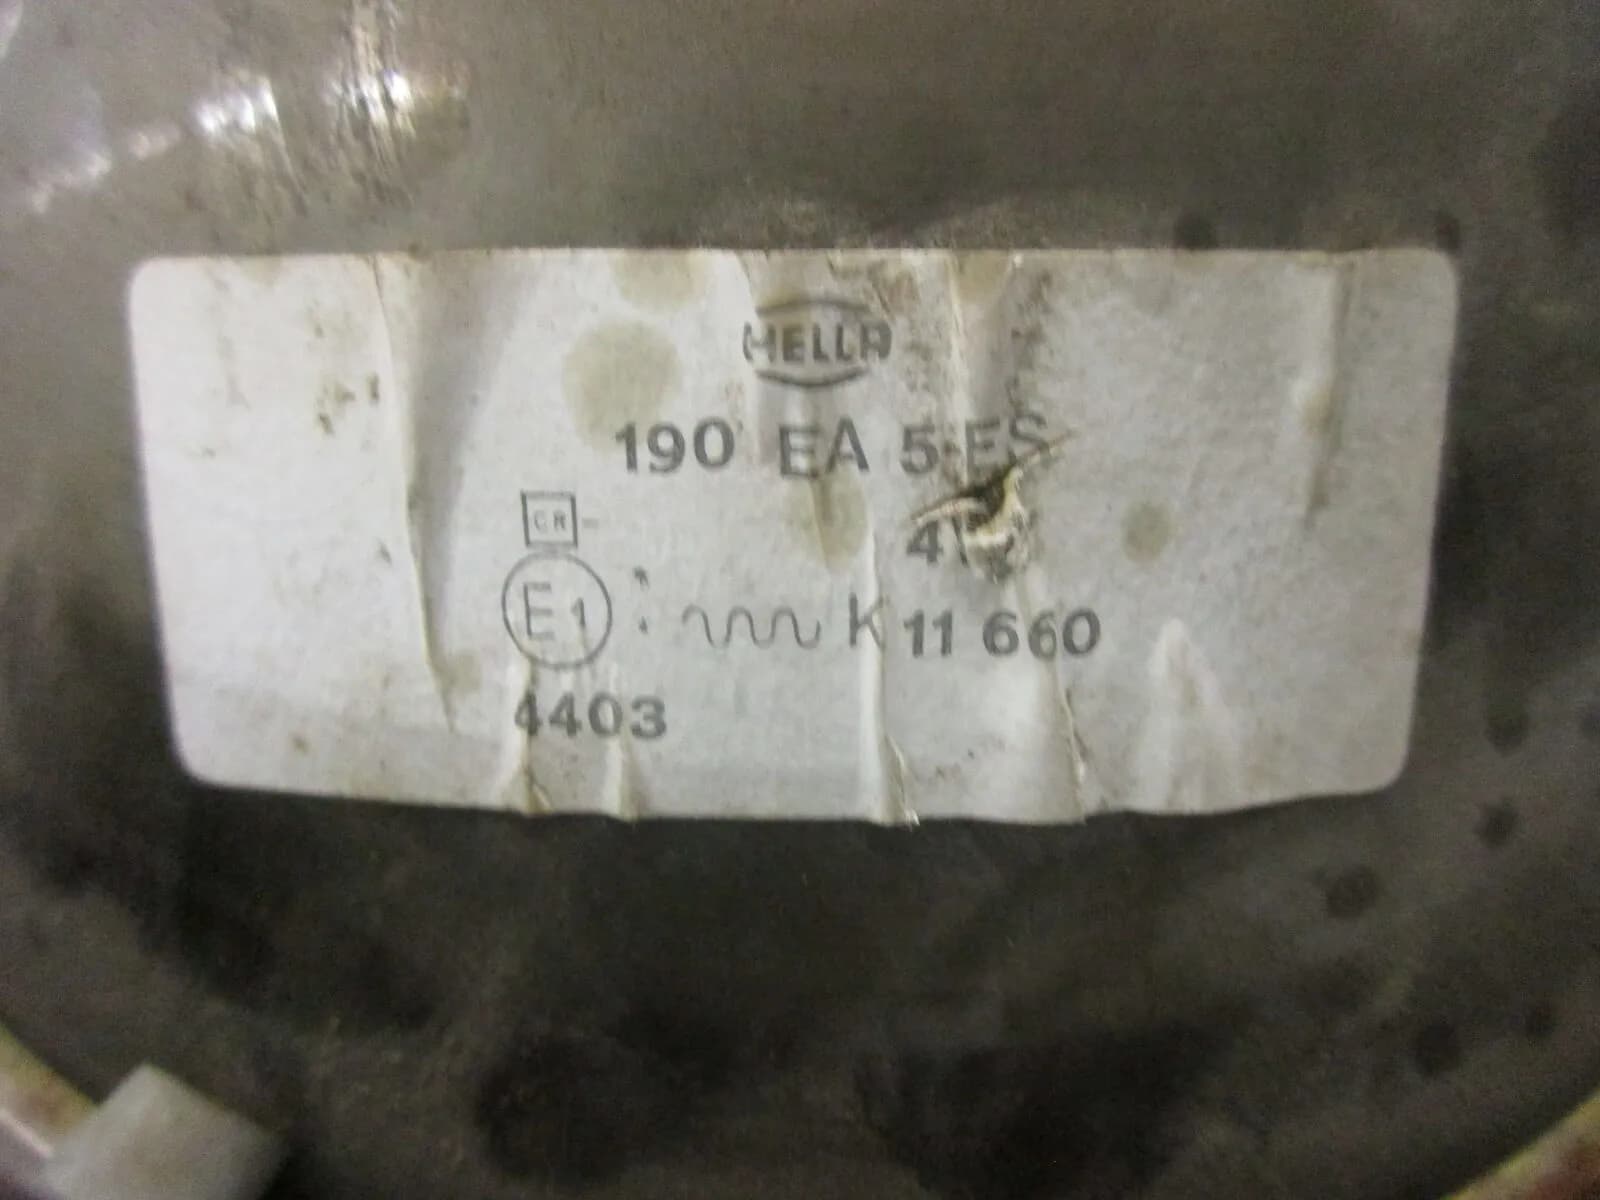 HELLA
190 EA 5-ES
CR-
E1 K 11 660
4403